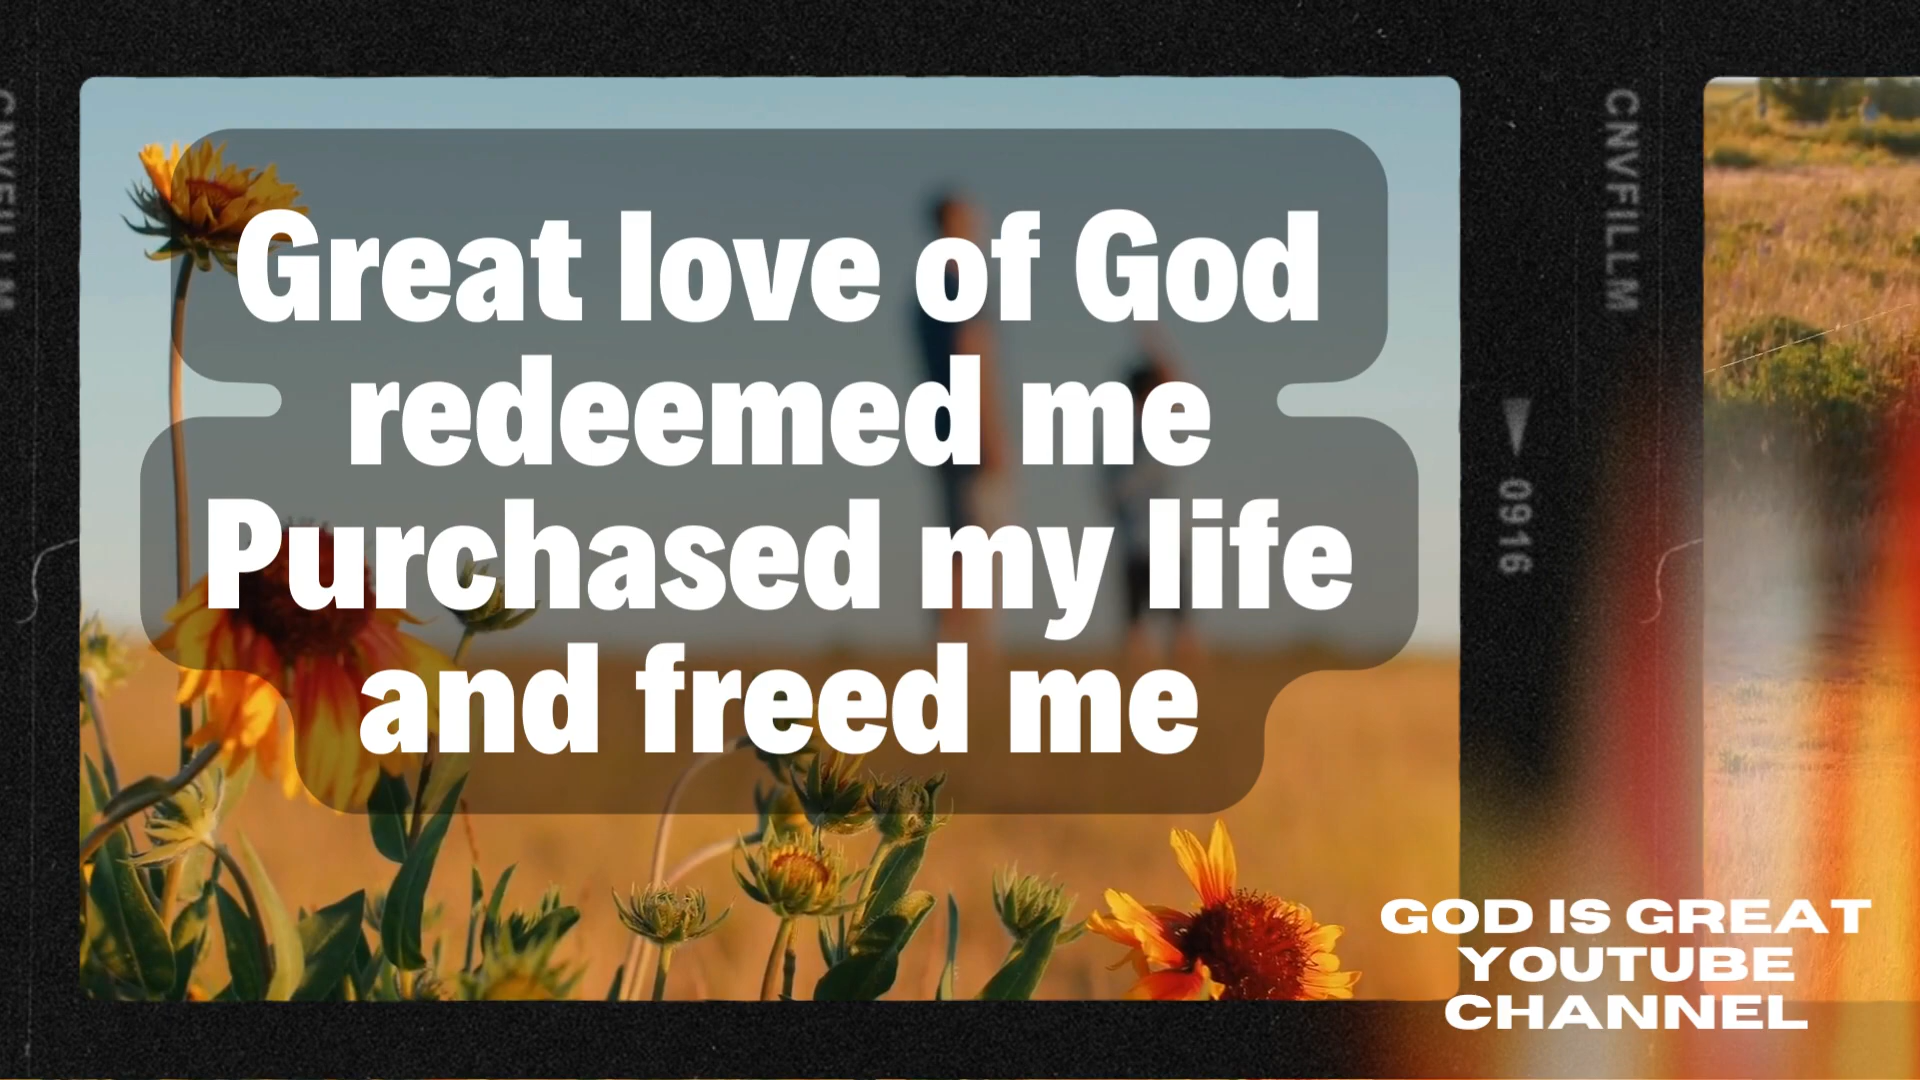 Great love of God
redeemed me
Purchased my life
and freed me
CNVFILLM
CNVFILLM
0916
GOD IS GREAT
YOUTUBE
CHANNEL